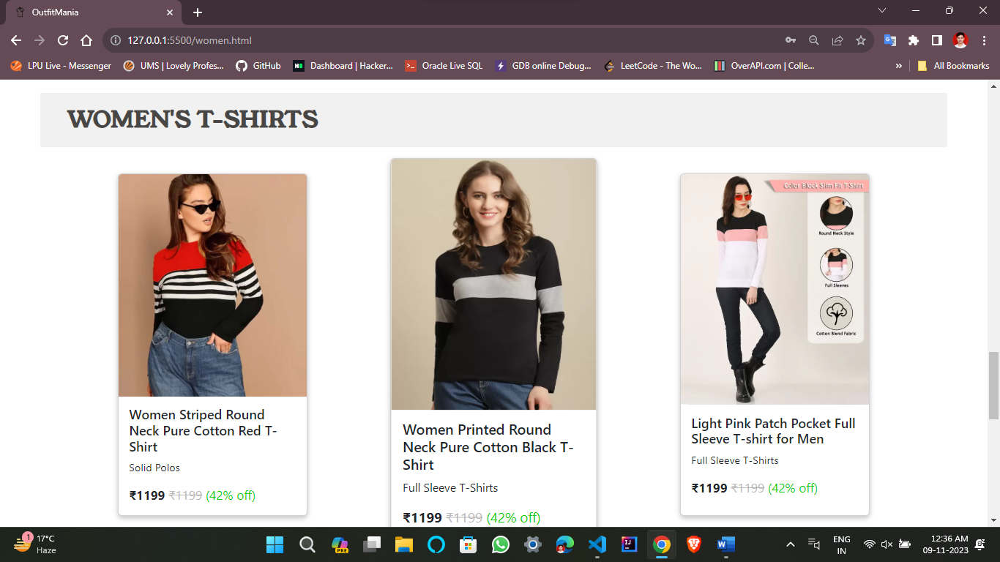 OutfitMania
127.0.0.1:5500/women.html
LPU Live - Messenger
UMS | Lovely Profes...
GitHub
Dashboard | Hacker...
Oracle Live SQL
GDB online Debug...
LeetCode - The Wo...
OverAPI.com | Colle...
»
All Bookmarks
WOMEN'S T-SHIRTS
Color Block Slim Fit T-Shirt
Round Neck Style
Full Sleeves
Cotton Blend Fabric
Women Striped Round
Neck Pure Cotton Red T-
Shirt
Solid Polos
₹1199 ₹1199 (42% off)
Women Printed Round
Neck Pure Cotton Black T-
Shirt
Full Sleeve T-Shirts
₹1199 ₹1199 (42% off)
Light Pink Patch Pocket Full
Sleeve T-shirt for Men
Full Sleeve T-Shirts
₹1199 ₹1199 (42% off)
1
17°C
Haze
PRE
IJ
W
ENG
IN
12:36 AM
09-11-2023